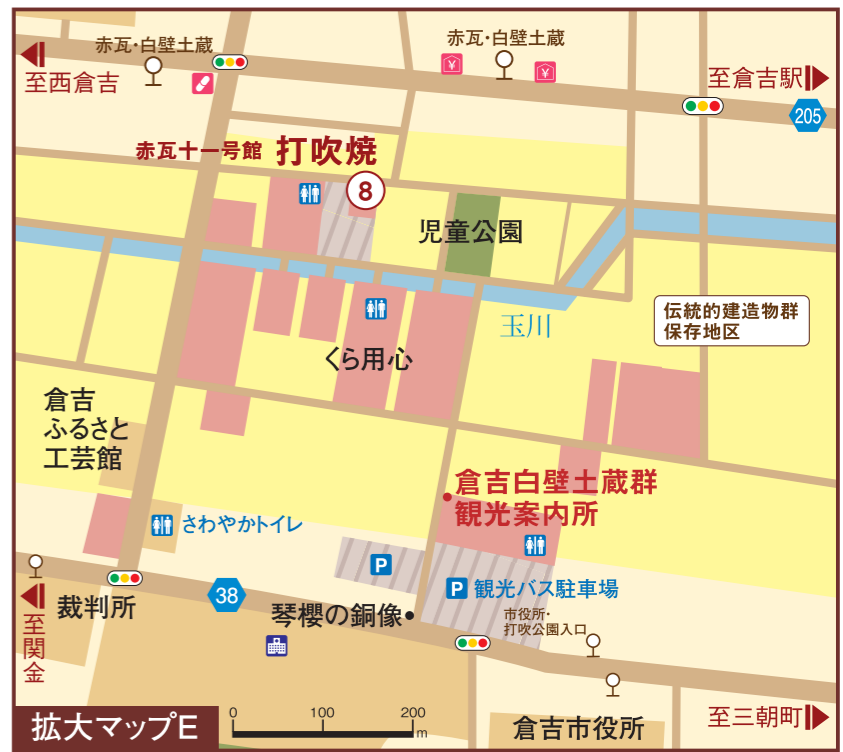 赤瓦・白壁土蔵
赤瓦・白壁土蔵
至西倉吉
至倉吉駅
205
赤瓦十一号館 打吹焼
8
児童公園
玉川
伝統的建造物群
保存地区
くら用心
倉吉
ふるさと
工芸館
倉吉白壁土蔵群
観光案内所
さわやかトイレ
P
P 観光バス駐車場
38
裁判所
琴櫻の銅像
市役所・
打吹公園入口
至関金
拡大マップE
0 100 200
m
倉吉市役所
至三朝町